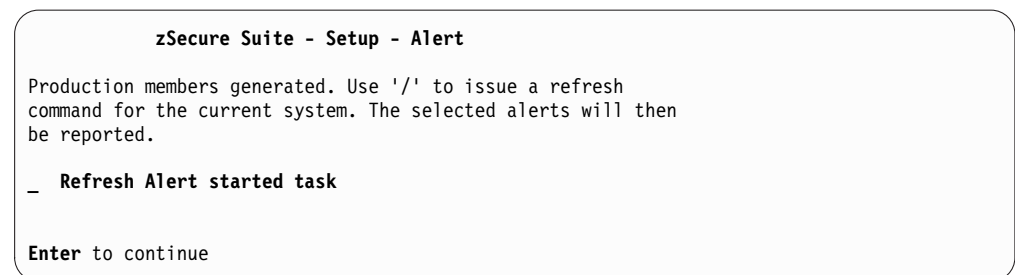 zSecure Suite - Setup - Alert
Production members generated. Use '/' to issue a refresh
command for the current system. The selected alerts will then
be reported.
_ Refresh Alert started task
Enter to continue